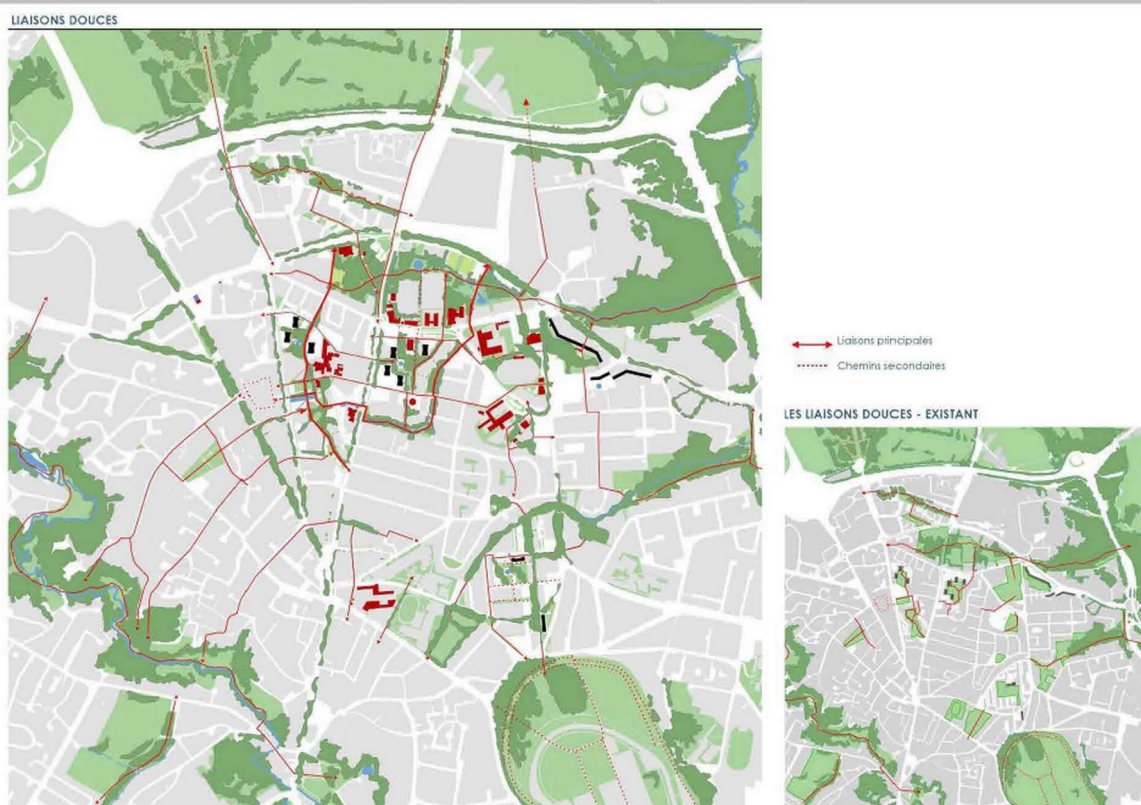 LIAISONS DOUCES
Liaisons principales
Chemins secondaires
LES LIAISONS DOUCES - EXISTANT